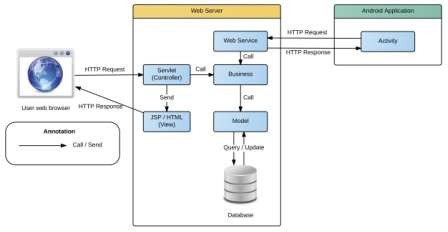 Web Server
Android Application
Web Service
HTTP Request
HTTP Response
Activity
Call
HTTP Request
Servlet
(Controller)
Call
Business
User web browser
HTTP Response
Send
Call
JSP / HTML
(View)
Model
Annotation
Call / Send
Query / Update
Database